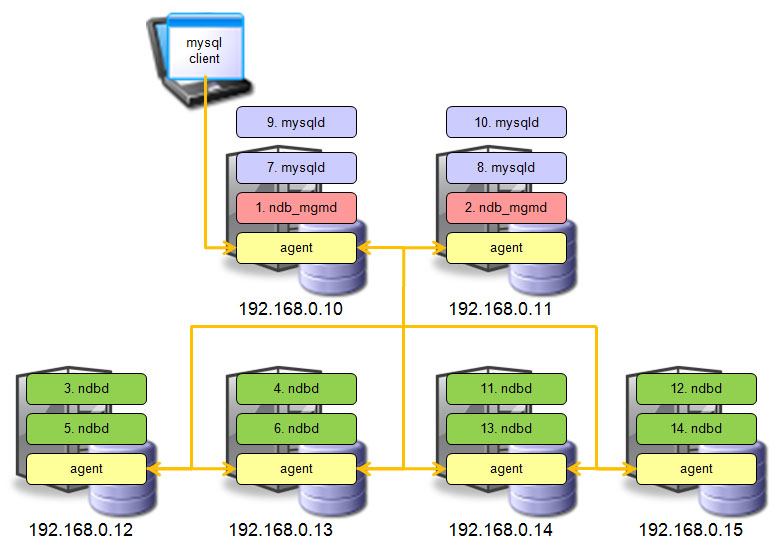 mysql
client
9. mysqld
10. mysqld
7. mysqld
8. mysqld
1. ndb_mgmd
2. ndb_mgmd
agent
agent
192.168.0.10
192.168.0.11
3. ndbd
4. ndbd
11. ndbd
12. ndbd
5. ndbd
6. ndbd
13. ndbd
14. ndbd
agent
agent
agent
agent
192.168.0.12
192.168.0.13
192.168.0.14
192.168.0.15